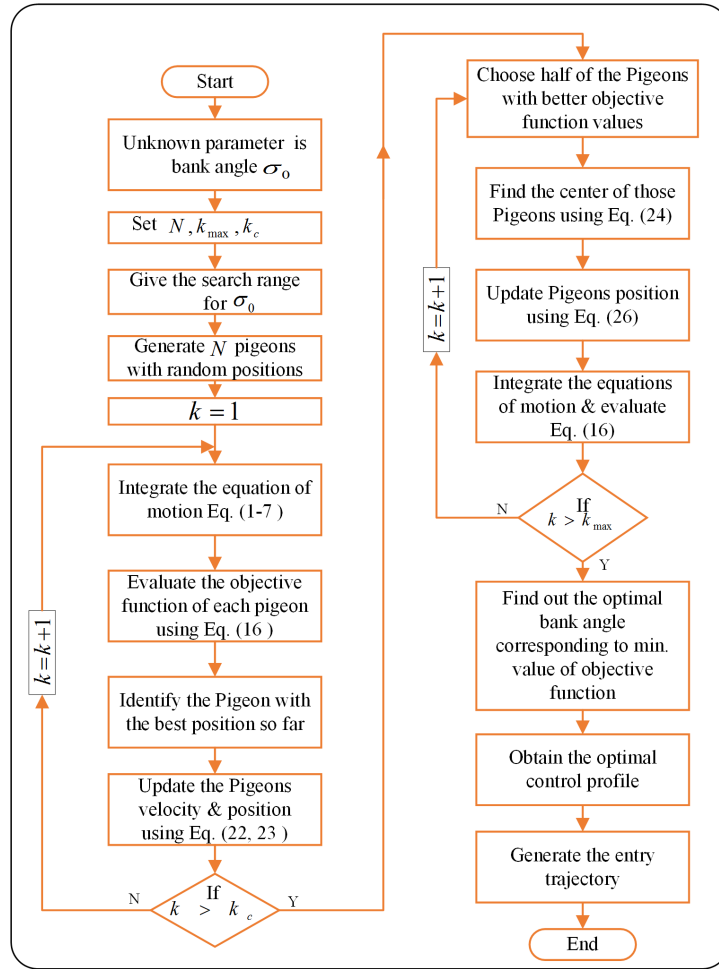 Start
Unknown parameter is
bank angle σ₀
Set N , k_max , k_c
Give the search range
for σ₀
Generate N pigeons
with random positions
k = 1
Integrate the equation of
motion Eq. (1-7 )
Evaluate the objective
function of each pigeon
using Eq. (16 )
k = k+1
Identify the Pigeon with
the best position so far
Update the Pigeons
velocity & position
using Eq. (22, 23 )
N
If
k > k_c
Y
Choose half of the Pigeons
with better objective
function values
Find the center of those
Pigeons using Eq. (24)
k = k+1
Update Pigeons position
using Eq. (26)
Integrate the equations
of motion & evaluate
Eq. (16)
N
If
k > k_max
Y
Find out the optimal
bank angle
corresponding to min.
value of objective
function
Obtain the optimal
control profile
Generate the entry
trajectory
End